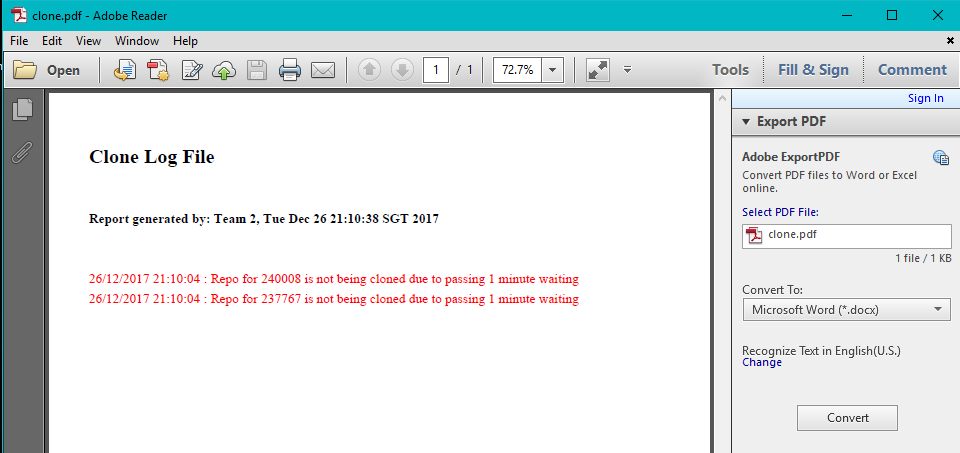 clone.pdf - Adobe Reader
File Edit View Window Help
Open 1 / 1 72.7% Tools Fill & Sign Comment
Sign In
Export PDF
Adobe ExportPDF
Convert PDF files to Word or Excel
online.
Select PDF File:
clone.pdf
1 file / 1 KB
Convert To:
Microsoft Word (*.docx)
Recognize Text in English(U.S.)
Change
Convert
Clone Log File
Report generated by: Team 2, Tue Dec 26 21:10:38 SGT 2017
26/12/2017 21:10:04 : Repo for 240008 is not being cloned due to passing 1 minute waiting
26/12/2017 21:10:04 : Repo for 237767 is not being cloned due to passing 1 minute waiting